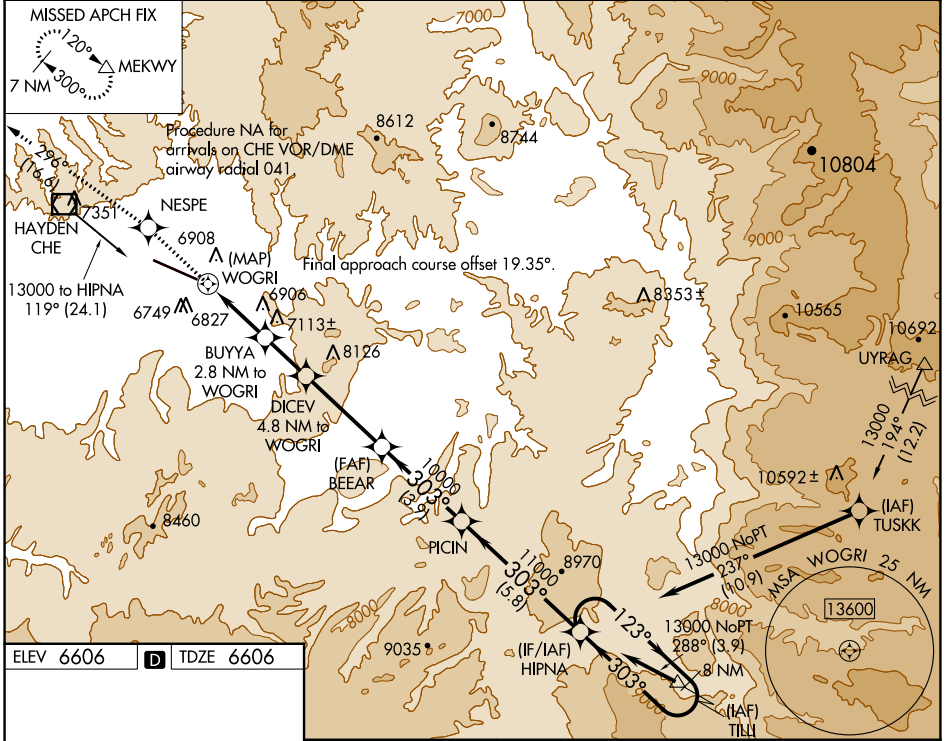 MISSED APCH FIX
120°
MEKWY
7 NM
300°
7000
9000
8612
8744
10804
Procedure NA for
arrivals on CHE VOR/DME
airway radial 041.
296°
(16.6)
7351
HAYDEN
CHE
NESPE
6908
(MAP)
WOGRI
9000
Final approach course offset 19.35°.
13000 to HIPNA
119° (24.1)
6749
6827
6906
7113±
8353±
10565
10692
UYRAG
BUYYA
2.8 NM to
WOGRI
8126
DICEV
4.8 NM to
WOGRI
13000
194°
(12.2)
(FAF)
BEEAR
10000
303°
(3.9)
10592±
(IAF)
TUSKK
8460
PICIN
13000 NoPT
237°
(10.9)
11000
303°
(5.8)
8970
MSA WOGRI 25 NM
13600
8000
8000
123°
13000 NoPT
288° (3.9)
8 NM
9035
(IF/IAF)
HIPNA
303°
9000
(IAF)
TILLI
ELEV 6606
D
TDZE 6606